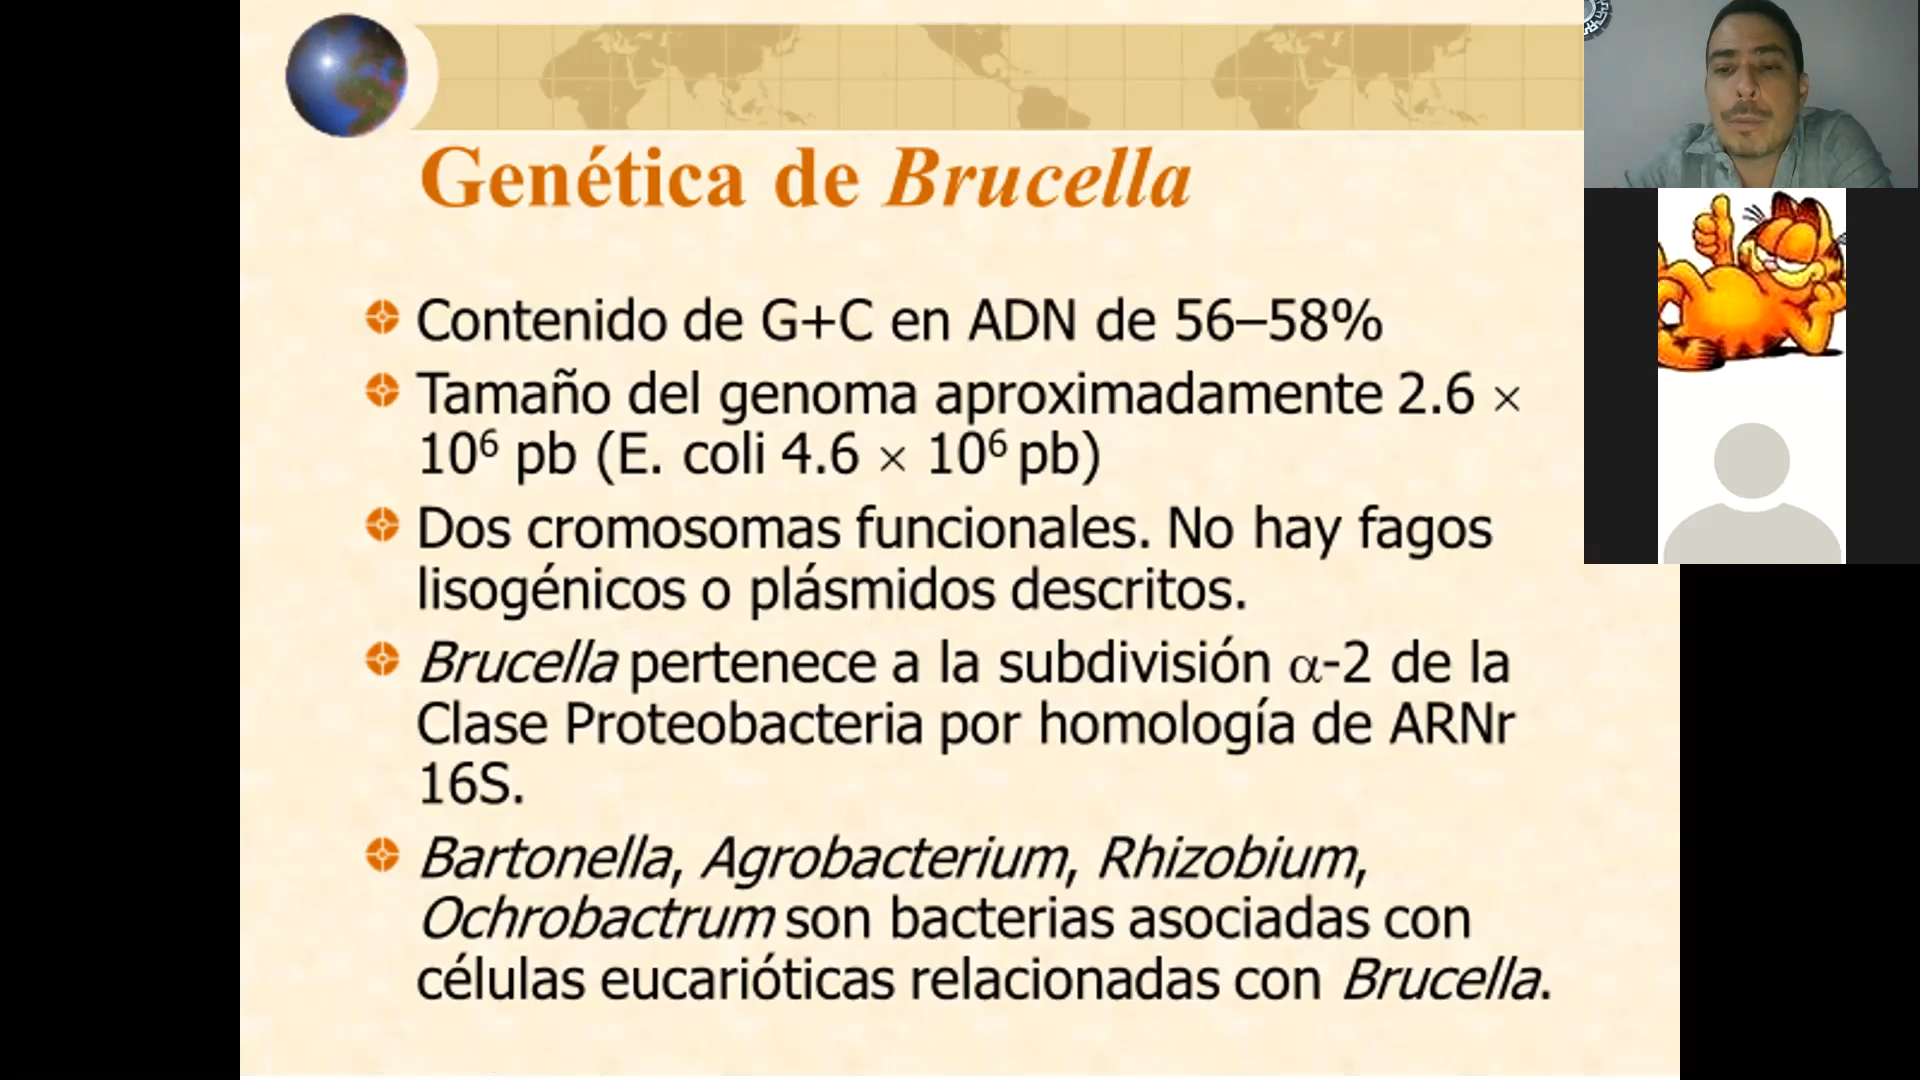 Genética de Brucella
Contenido de G+C en ADN de 56–58%
Tamaño del genoma aproximadamente 2.6 ×
10⁶ pb (E. coli 4.6 × 10⁶ pb)
Dos cromosomas funcionales. No hay fagos
lisogénicos o plásmidos descritos.
Brucella pertenece a la subdivisión α-2 de la
Clase Proteobacteria por homología de ARNr
16S.
Bartonella, Agrobacterium, Rhizobium,
Ochrobactrum son bacterias asociadas con
células eucarióticas relacionadas con Brucella.